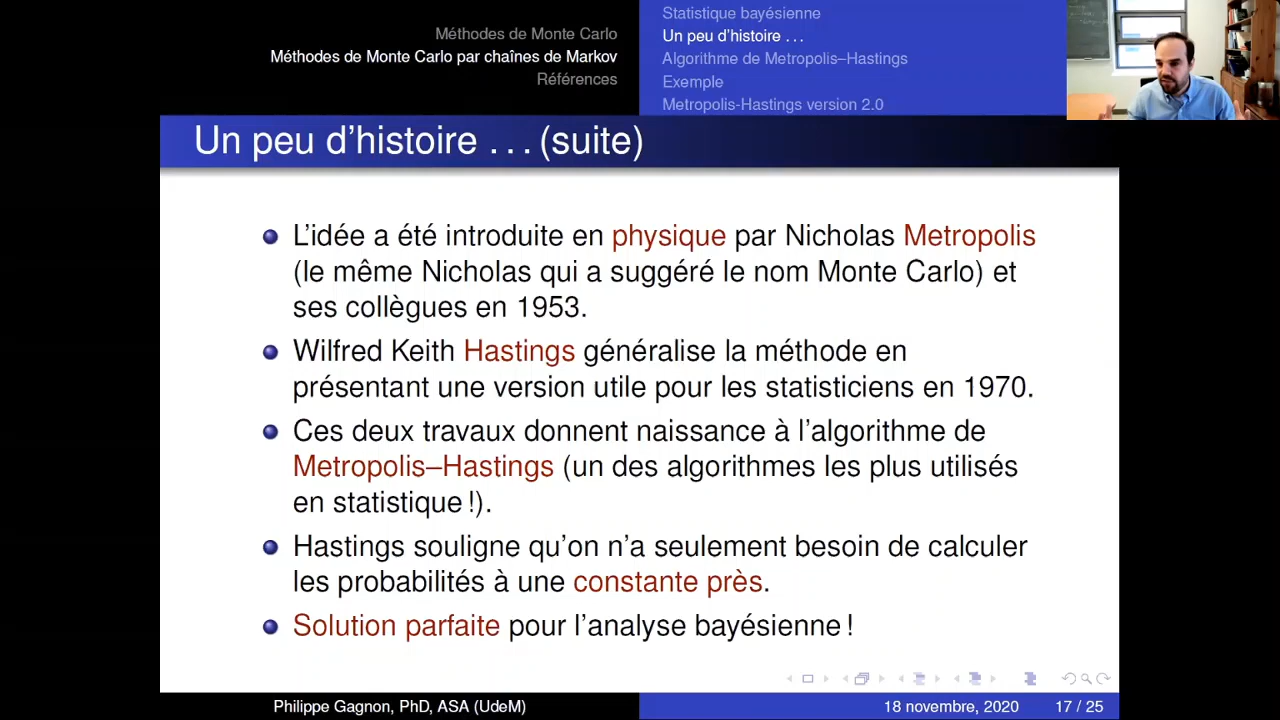 Méthodes de Monte Carlo
Méthodes de Monte Carlo par chaînes de Markov
Références
Statistique bayésienne
Un peu d'histoire . . .
Algorithme de Metropolis–Hastings
Exemple
Metropolis-Hastings version 2.0
Un peu d'histoire . . . (suite)
L'idée a été introduite en physique par Nicholas Metropolis
(le même Nicholas qui a suggéré le nom Monte Carlo) et
ses collègues en 1953.
Wilfred Keith Hastings généralise la méthode en
présentant une version utile pour les statisticiens en 1970.
Ces deux travaux donnent naissance à l'algorithme de
Metropolis–Hastings (un des algorithmes les plus utilisés
en statistique !).
Hastings souligne qu'on n'a seulement besoin de calculer
les probabilités à une constante près.
Solution parfaite pour l'analyse bayésienne !
Philippe Gagnon, PhD, ASA (UdeM)
18 novembre, 2020
17 / 25